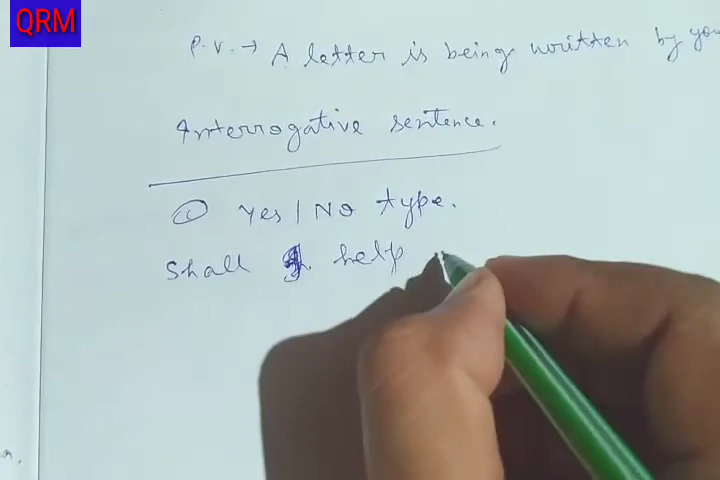 QRM
P.V. → A letter is being written by you
Interrogative sentence.
① Yes | No type.
Shall I help